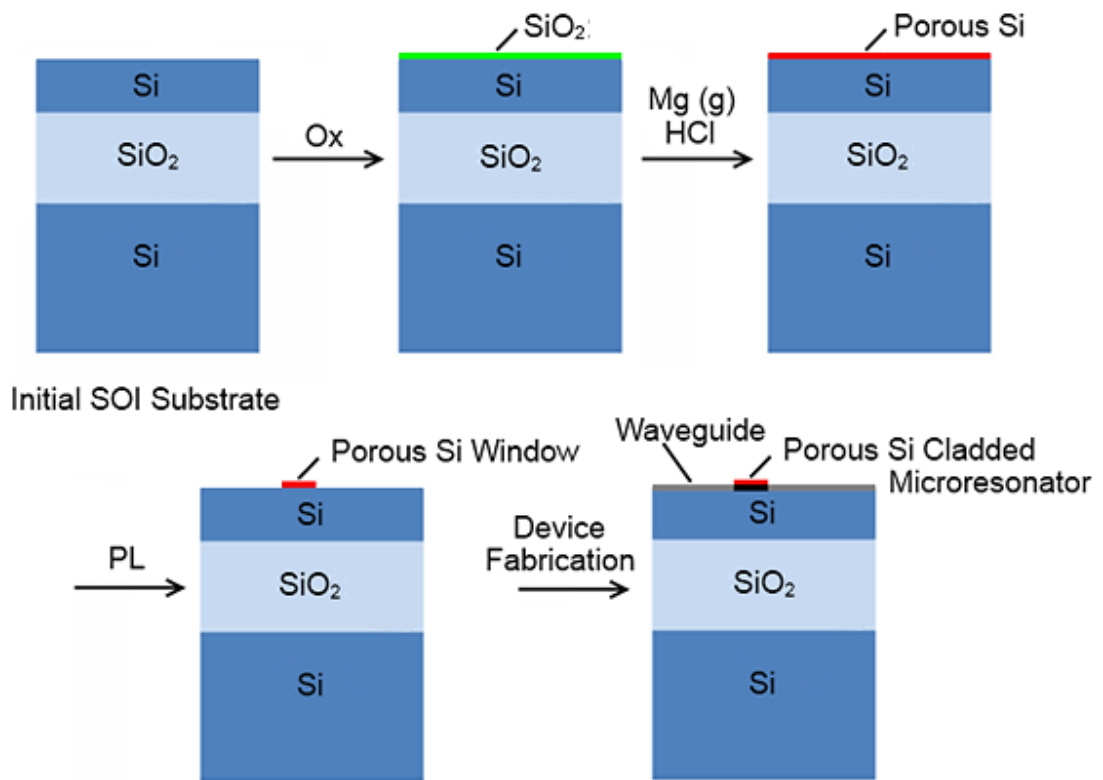 SiO₂:
Porous Si
Si
SiO₂
Si
Ox
Si
SiO₂
Si
Mg (g)
HCl
Si
SiO₂
Si
Initial SOI Substrate
Porous Si Window
Waveguide
Porous Si Cladded
Microresonator
PL
Si
SiO₂
Si
Device
Fabrication
Si
SiO₂
Si